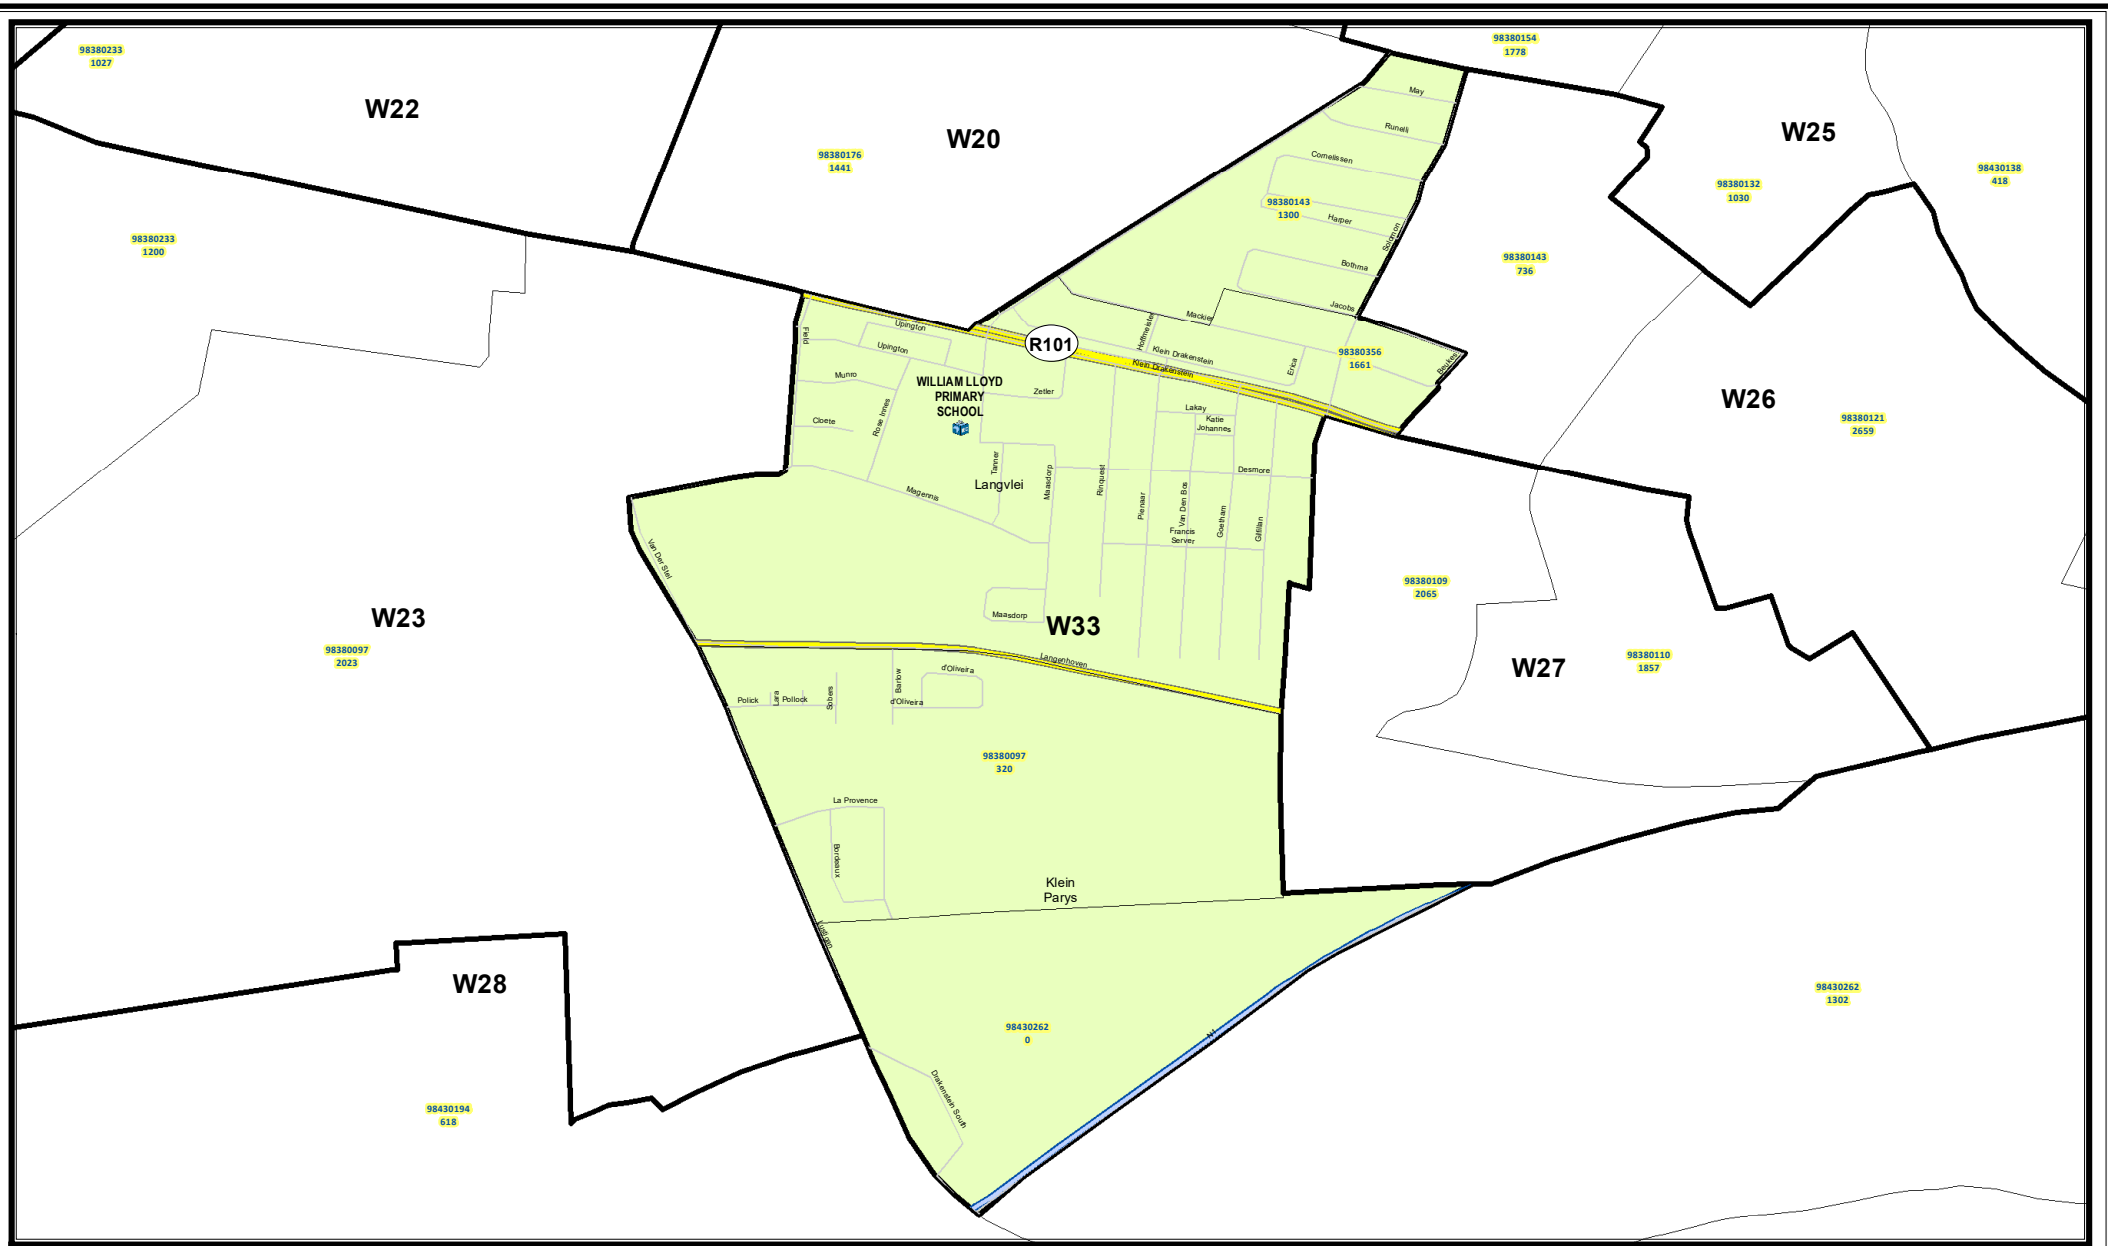 98380233
1027
W22
98380176
1441
W20
98380154
1778
W25
98380132
1030
98430138
418
98380233
1200
May
Runelli
Cornelissen
98380143
1300
Harper
Solomon
Bothma
Jacobs
98380143
736
Field
Upington
Upington
R101
Mackier
Hoffmeister
Klein Drakenstein
Klein Drakenstein
Erica
98380356
1661
Beukes
Munro
Rose Innes
Cloete
WILLIAM LLOYD
PRIMARY
SCHOOL
Zetler
Lakay
Katie
Johannes
W26
98380121
2659
Tanner
Langvlei
Maasdorp
Rinquest
Desmore
Magennis
Pienaar
Van Den Bos
Francis
Server
Goetham
Gilfillan
Van Der Stel
W23
98380097
2023
Maasdorp
W33
98380109
2065
W27
98380110
1857
Langenhoven
Polick
Lara
Pollock
Sobers
Barlow
d'Oliveira
d'Oliveira
98380097
320
La Provence
Bordeaux
Klein
Parys
W28
98430262
0
N1
98430262
1302
98430194
618
Drakenstein South